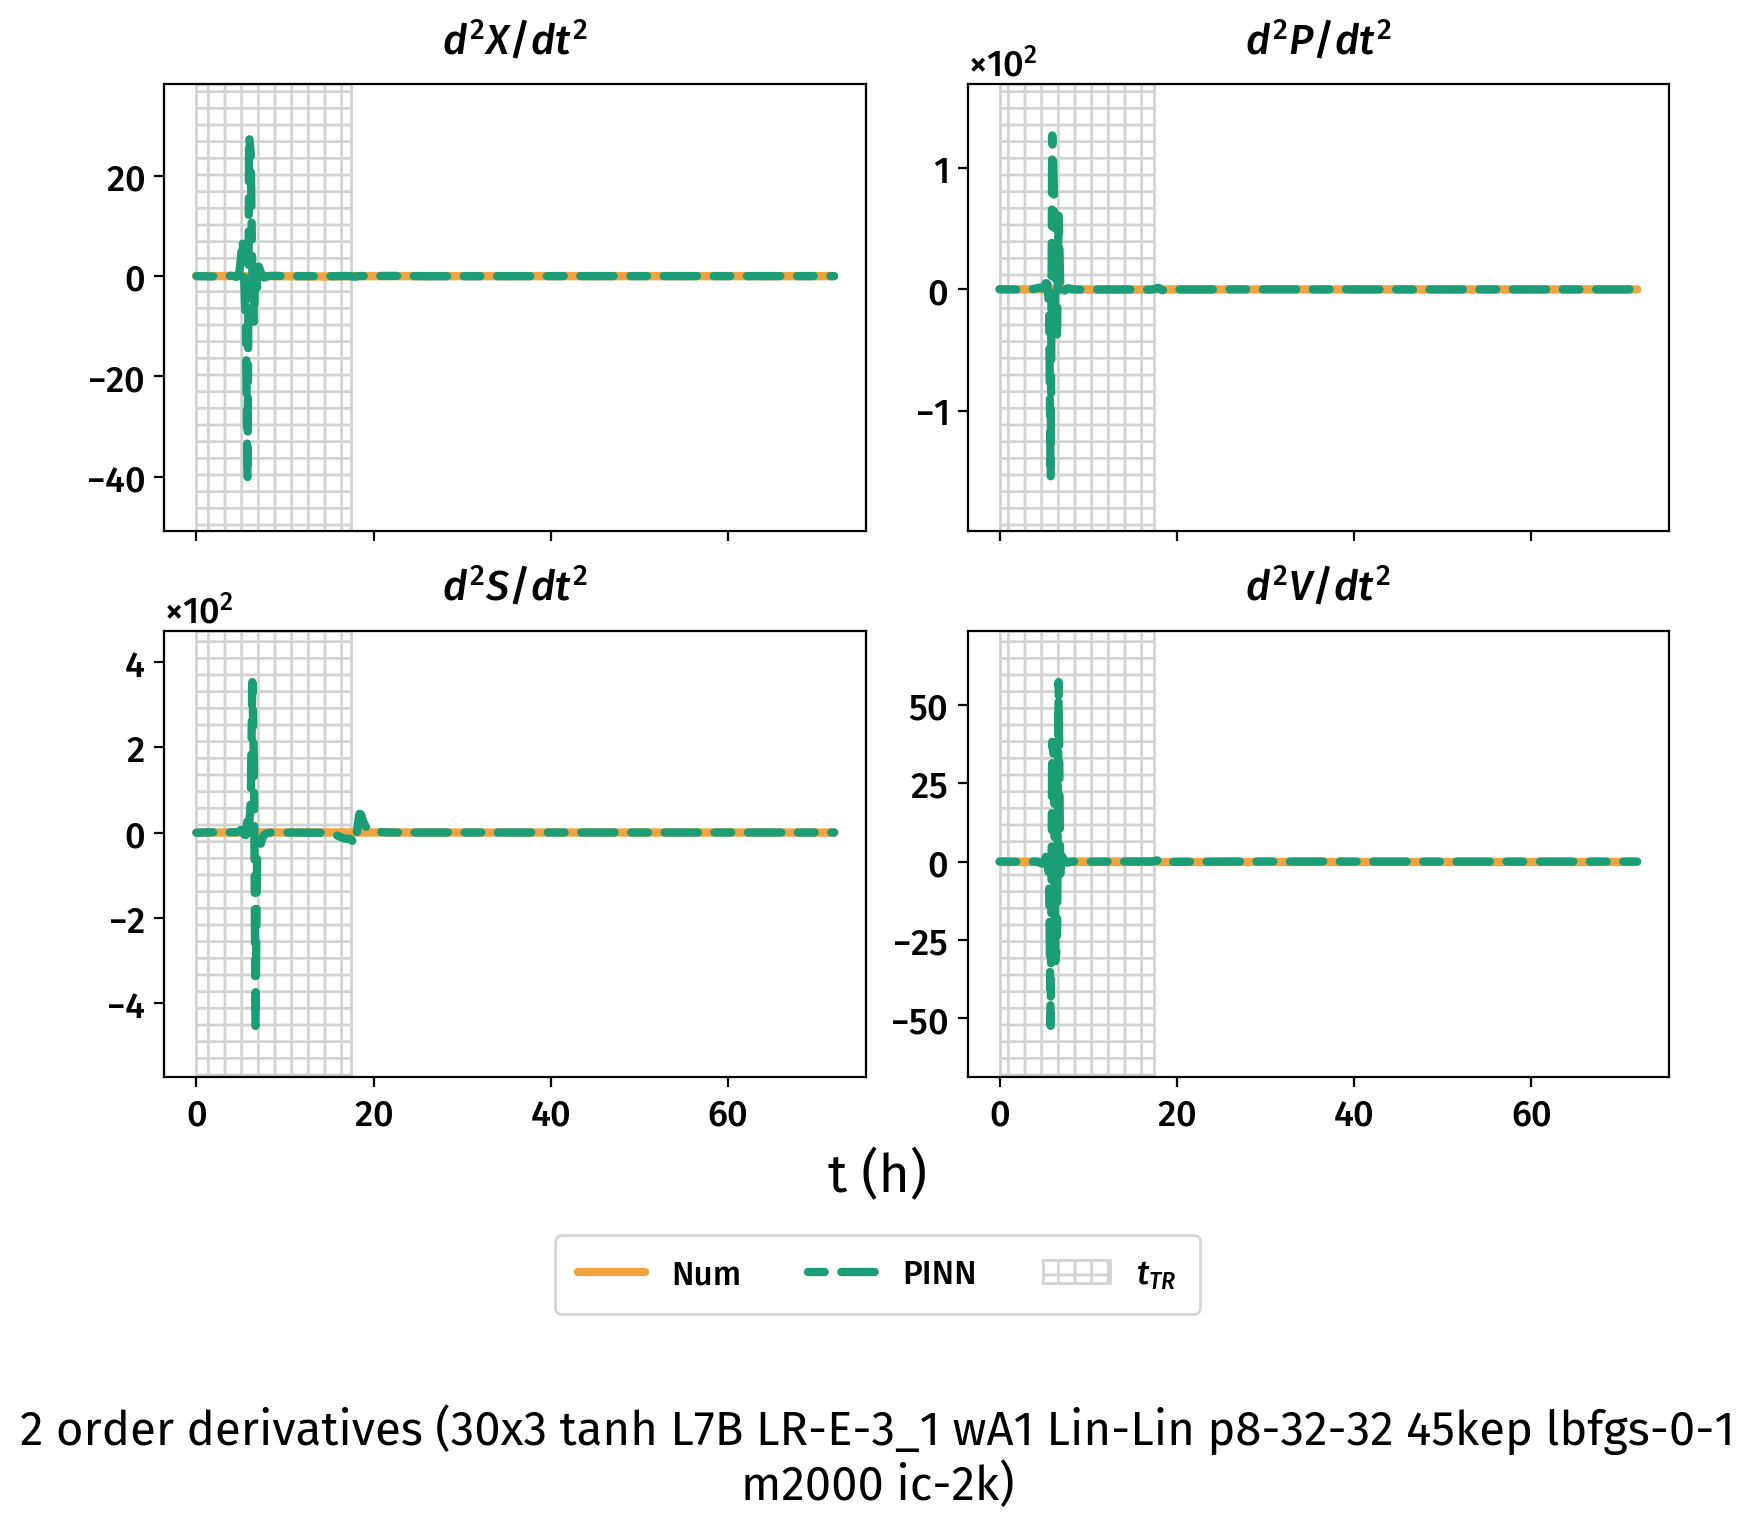 d²X/dt²
d²P/dt²
×10²
20
0
−20
−40
1
0
−1
d²S/dt²
d²V/dt²
×10²
4
2
0
−2
−4
50
25
0
−25
−50
0 20 40 60
0 20 40 60
t (h)
Num PINN t_TR
2 order derivatives (30x3 tanh L7B LR-E-3_1 wA1 Lin-Lin p8-32-32 45kep lbfgs-0-1
m2000 ic-2k)